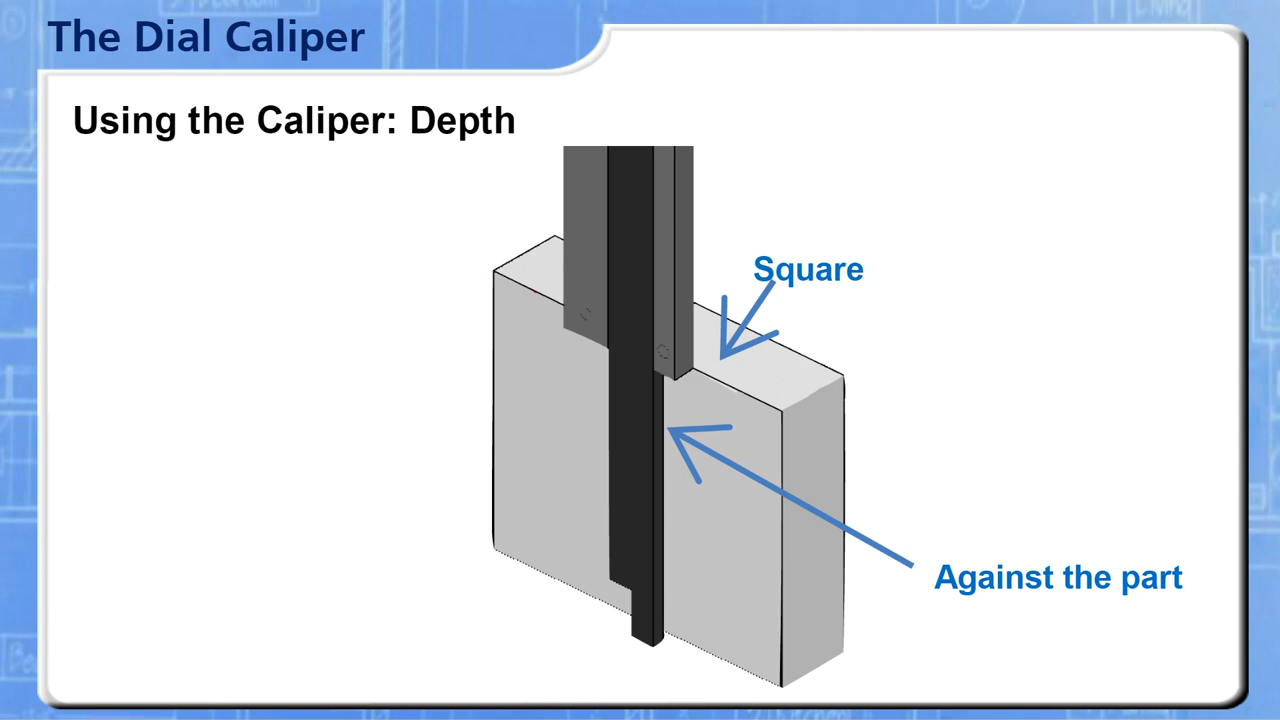 The Dial Caliper
Using the Caliper: Depth
Square
Against the part